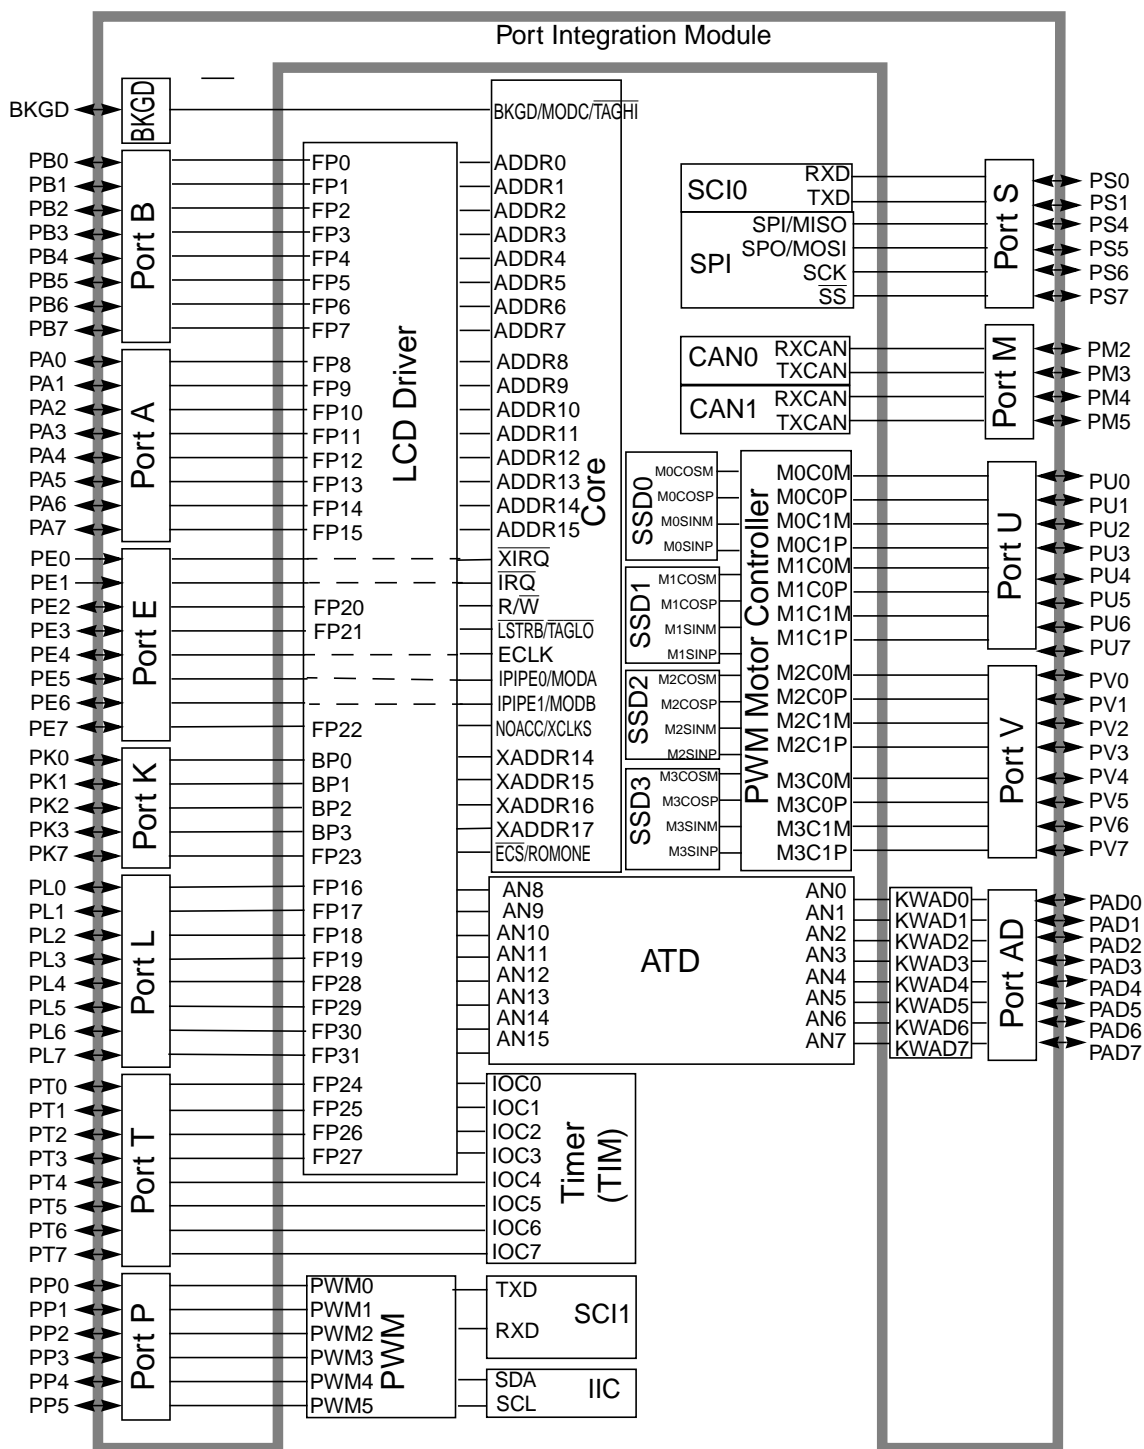 Port Integration Module
BKGD
BKGD
BKGD/MODC/TAGHI
PB0
PB1
PB2
PB3
PB4
PB5
PB6
PB7
Port B
FP0
FP1
FP2
FP3
FP4
FP5
FP6
FP7
ADDR0
ADDR1
ADDR2
ADDR3
ADDR4
ADDR5
ADDR6
ADDR7
PA0
PA1
PA2
PA3
PA4
PA5
PA6
PA7
Port A
FP8
FP9
FP10
FP11
FP12
FP13
FP14
FP15
LCD Driver
ADDR8
ADDR9
ADDR10
ADDR11
ADDR12
ADDR13
ADDR14
ADDR15
Core
PE0
PE1
PE2
PE3
PE4
PE5
PE6
PE7
Port E
FP20
FP21
FP22
XIRQ
IRQ
R/W
LSTRB/TAGLO
ECLK
IPIPE0/MODA
IPIPE1/MODB
NOACC/XCLKS
PK0
PK1
PK2
PK3
PK7
Port K
BP0
BP1
BP2
BP3
FP23
XADDR14
XADDR15
XADDR16
XADDR17
ECS/ROMONE
PL0
PL1
PL2
PL3
PL4
PL5
PL6
PL7
Port L
FP16
FP17
FP18
FP19
FP28
FP29
FP30
FP31
AN8
AN9
AN10
AN11
AN12
AN13
AN14
AN15
ATD
AN0
AN1
AN2
AN3
AN4
AN5
AN6
AN7
KWAD0
KWAD1
KWAD2
KWAD3
KWAD4
KWAD5
KWAD6
KWAD7
Port AD
PAD0
PAD1
PAD2
PAD3
PAD4
PAD5
PAD6
PAD7
PT0
PT1
PT2
PT3
PT4
PT5
PT6
PT7
Port T
FP24
FP25
FP26
FP27
IOC0
IOC1
IOC2
IOC3
IOC4
IOC5
IOC6
IOC7
Timer
(TIM)
PP0
PP1
PP2
PP3
PP4
PP5
Port P
PWM0
PWM1
PWM2
PWM3
PWM4
PWM5
PWM
TXD
RXD
SCI1
SDA
SCL
IIC
SCI0
RXD
TXD
SPI
SPI/MISO
SPO/MOSI
SCK
SS
Port S
PS0
PS1
PS4
PS5
PS6
PS7
CAN0
RXCAN
TXCAN
CAN1
RXCAN
TXCAN
Port M
PM2
PM3
PM4
PM5
SSD0
M0COSM
M0COSP
M0SINM
M0SINP
SSD1
M1COSM
M1COSP
M1SINM
M1SINP
SSD2
M2COSM
M2COSP
M2SINM
M2SINP
SSD3
M3COSM
M3COSP
M3SINM
M3SINP
PWM Motor Controller
M0C0M
M0C0P
M0C1M
M0C1P
M1C0M
M1C0P
M1C1M
M1C1P
M2C0M
M2C0P
M2C1M
M2C1P
M3C0M
M3C0P
M3C1M
M3C1P
Port U
PU0
PU1
PU2
PU3
PU4
PU5
PU6
PU7
Port V
PV0
PV1
PV2
PV3
PV4
PV5
PV6
PV7